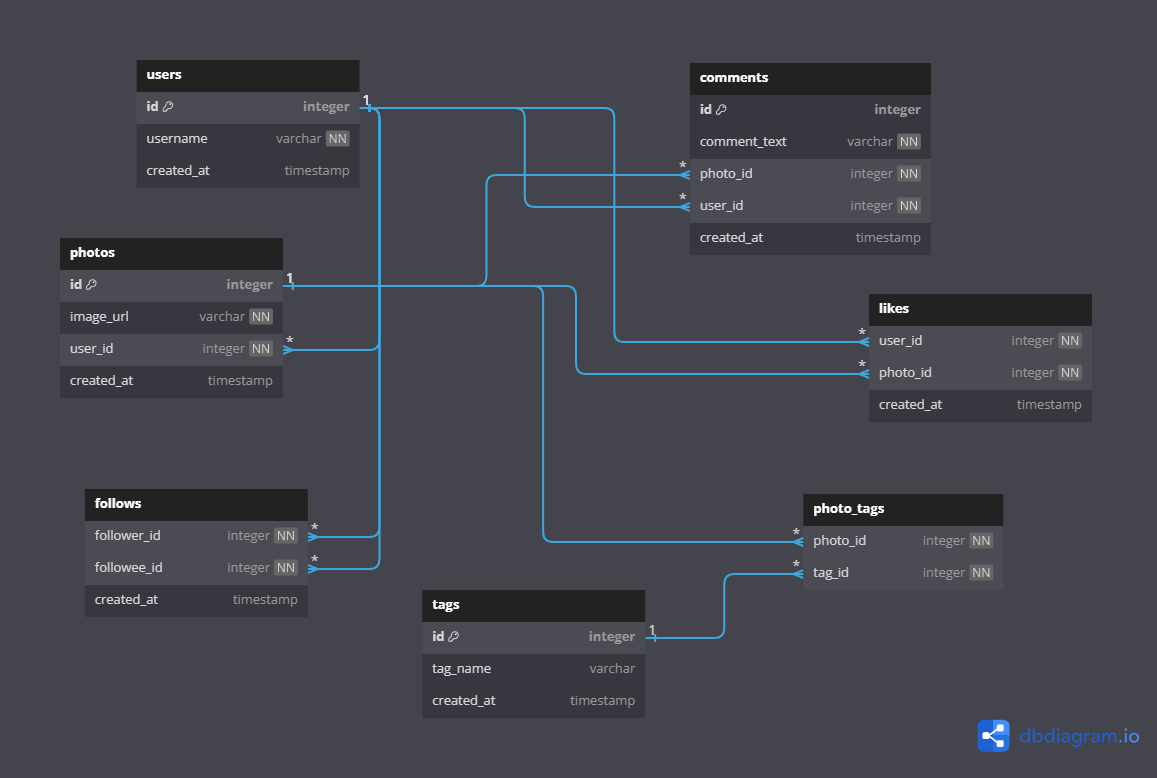 users
id integer
username varchar NN
created_at timestamp
1
comments
id integer
comment_text varchar NN
* photo_id integer NN
* user_id integer NN
created_at timestamp
photos
id integer
1
image_url varchar NN
user_id integer NN *
created_at timestamp
likes
* user_id integer NN
* photo_id integer NN
created_at timestamp
follows
follower_id integer NN *
followee_id integer NN *
created_at timestamp
photo_tags
* photo_id integer NN
* tag_id integer NN
tags
id integer
1
tag_name varchar
created_at timestamp
dbdiagram.io